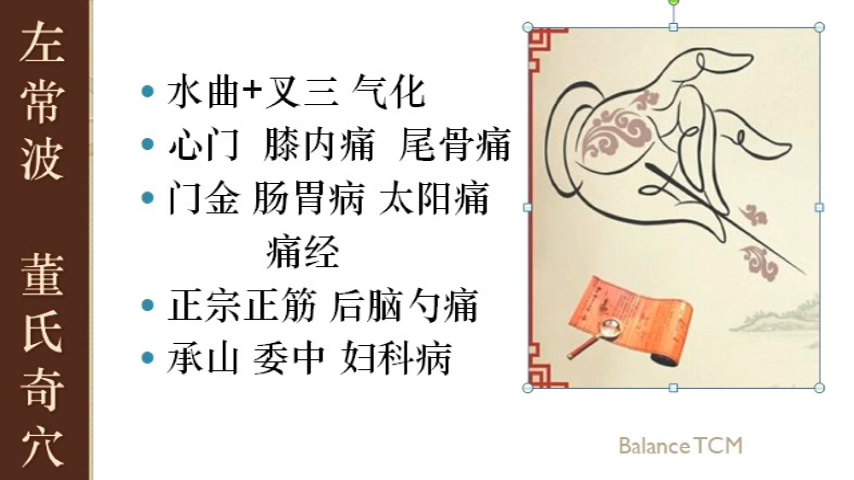 左常波 董氏奇穴
水曲+叉三 气化
心门 膝内痛 尾骨痛
门金 肠胃病 太阳痛
痛经
正宗正筋 后脑勺痛
承山 委中 妇科病
Balance TCM